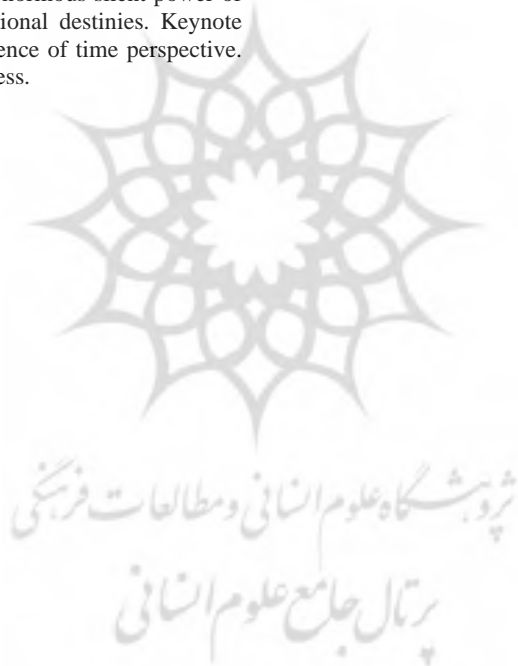 ional destinies. Keynote
ence of time perspective.
ess.
پژوهشگاه علوم انسانی و مطالعات فرهنگی
پرتال جامع علوم انسانی